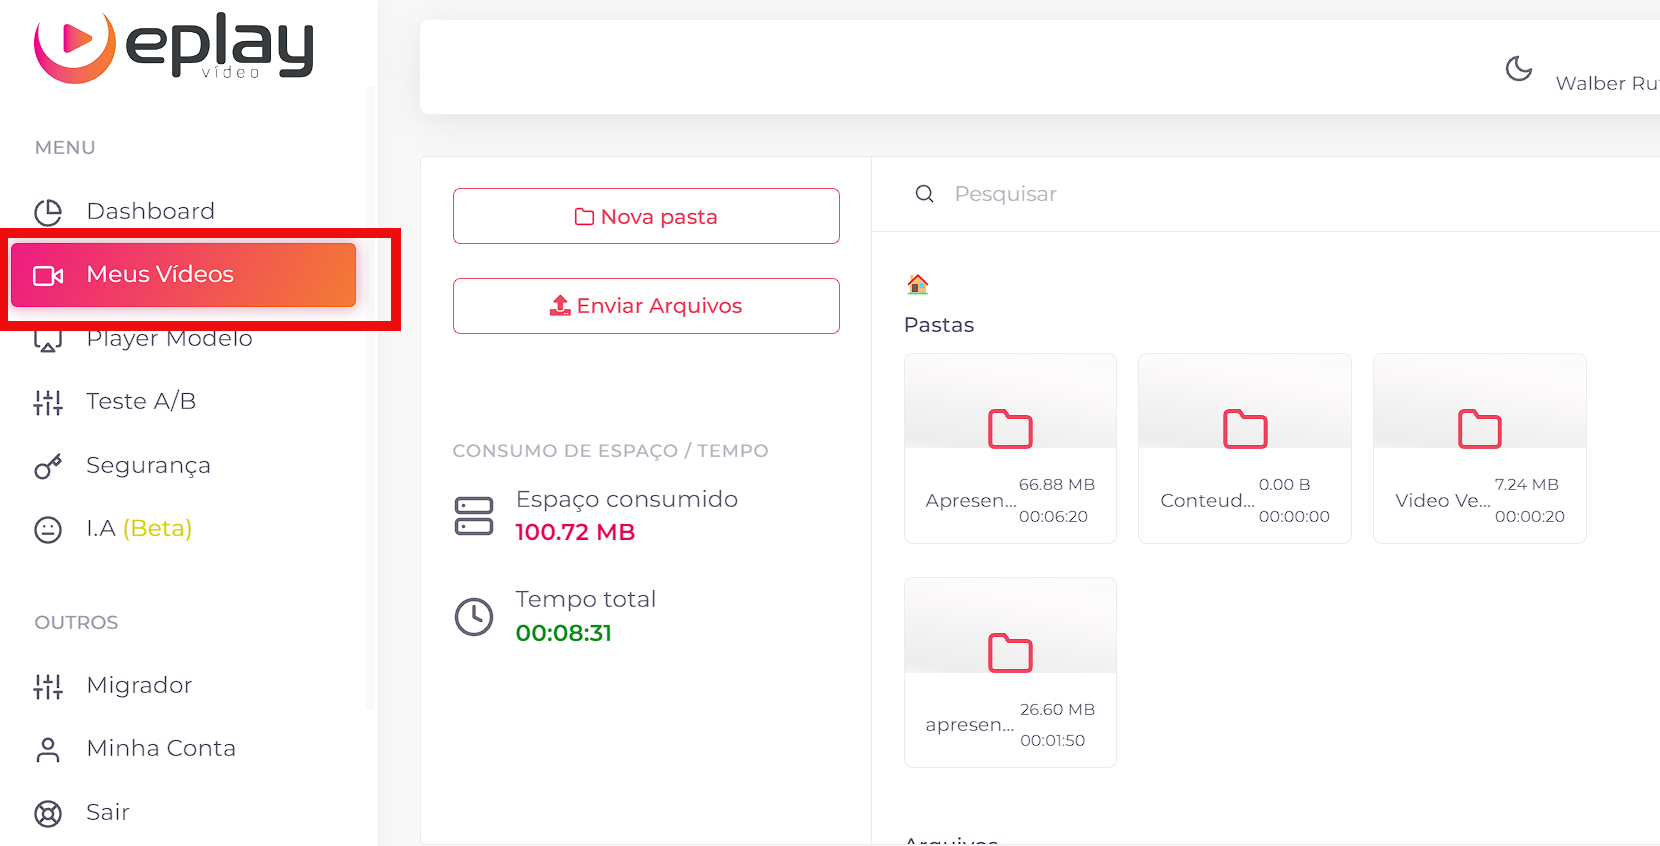 eplay
vídeo
Walber Ru
MENU
Dashboard
Meus Vídeos
Player Modelo
Teste A/B
Segurança
I.A (Beta)
OUTROS
Migrador
Minha Conta
Sair
Nova pasta
Enviar Arquivos
CONSUMO DE ESPAÇO / TEMPO
Espaço consumido
100.72 MB
Tempo total
00:08:31
Pesquisar
Pastas
Apresen...
66.88 MB
00:06:20
Conteud...
0.00 B
00:00:00
Video Ve...
7.24 MB
00:00:20
apresen...
26.60 MB
00:01:50
Arquivos